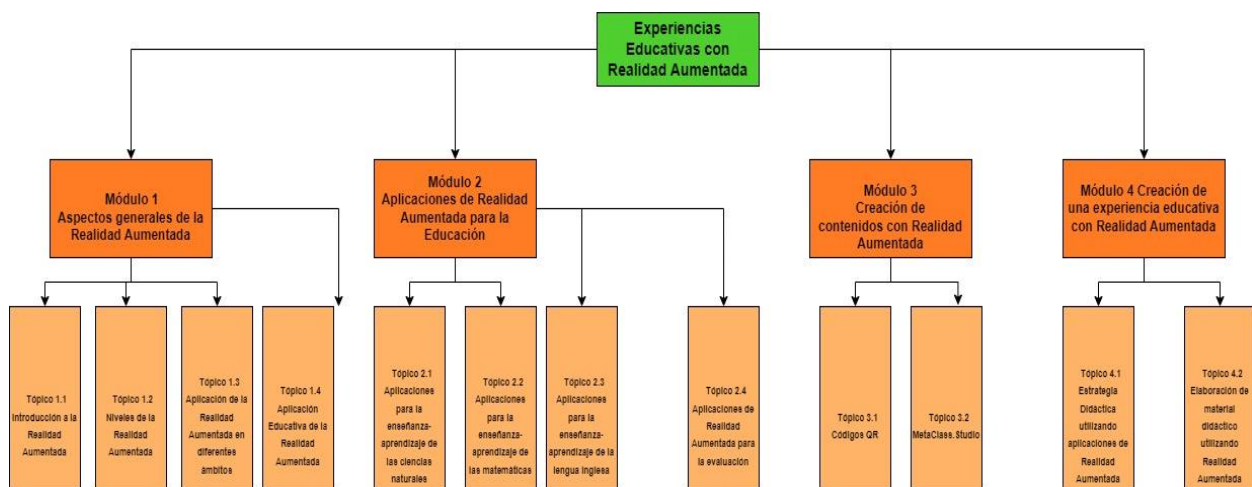 Experiencias
Educativas con
Realidad Aumentada
Módulo 1
Aspectos generales de la
Realidad Aumentada
Módulo 2
Aplicaciones de Realidad
Aumentada para la
Educación
Módulo 3
Creación de
contenidos con Realidad
Aumentada
Módulo 4 Creación de
una experiencia educativa
con Realidad Aumentada
Tópico 1.1
Introducción a la
Realidad
Aumentada
Tópico 1.2
Niveles de la
Realidad
Aumentada
Tópico 1.3
Aplicación de la
Realidad
Aumentada en
diferentes
ámbitos
Tópico 1.4
Aplicación
Educativa de la
Realidad
Aumentada
Tópico 2.1
Aplicaciones
para la
enseñanza-
aprendizaje de
las ciencias
naturales
Tópico 2.2
Aplicaciones
para la
enseñanza-
aprendizaje de
las matemáticas
Tópico 2.3
Aplicaciones
para la
enseñanza-
aprendizaje de la
lengua inglesa
Tópico 2.4
Aplicaciones de
Realidad
Aumentada para
la evaluación
Tópico 3.1
Códigos QR
Tópico 3.2
MetaClass.Studio
Tópico 4.1
Estrategia
Didáctica
utilizando
aplicaciones de
Realidad
Aumentada
Tópico 4.2
Elaboración de
material
didactico
utilizando
Realidad
Aumentada